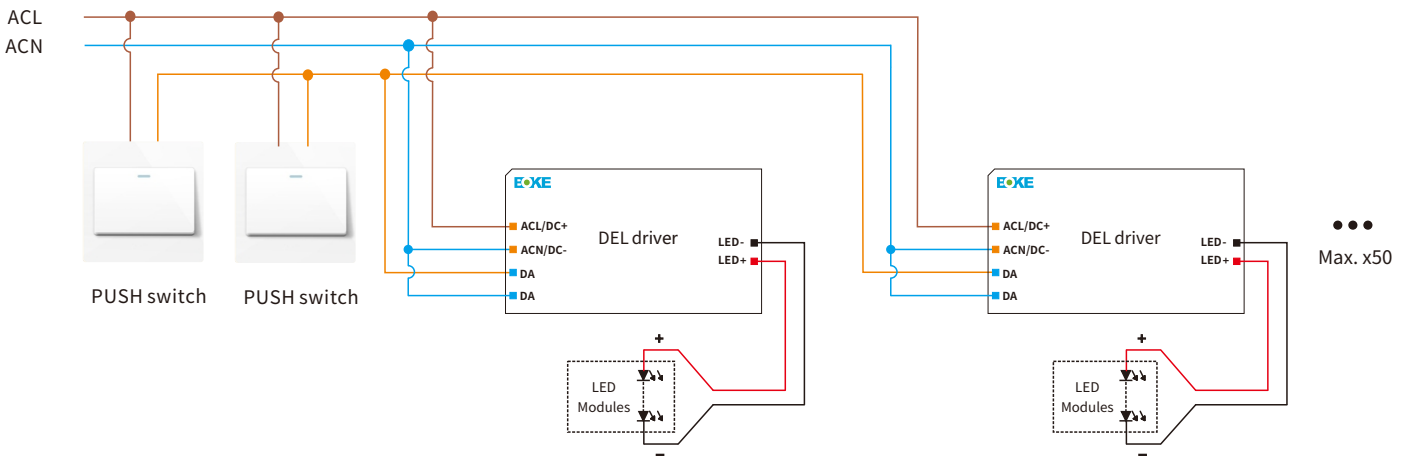 ACL
ACN
PUSH switch
PUSH switch
EOKE
DEL driver
ACL/DC+
ACN/DC-
DA
DA
LED-
LED+
+
LED
Modules
-
EOKE
DEL driver
ACL/DC+
ACN/DC-
DA
DA
LED-
LED+
+
LED
Modules
-
•••
Max. x50